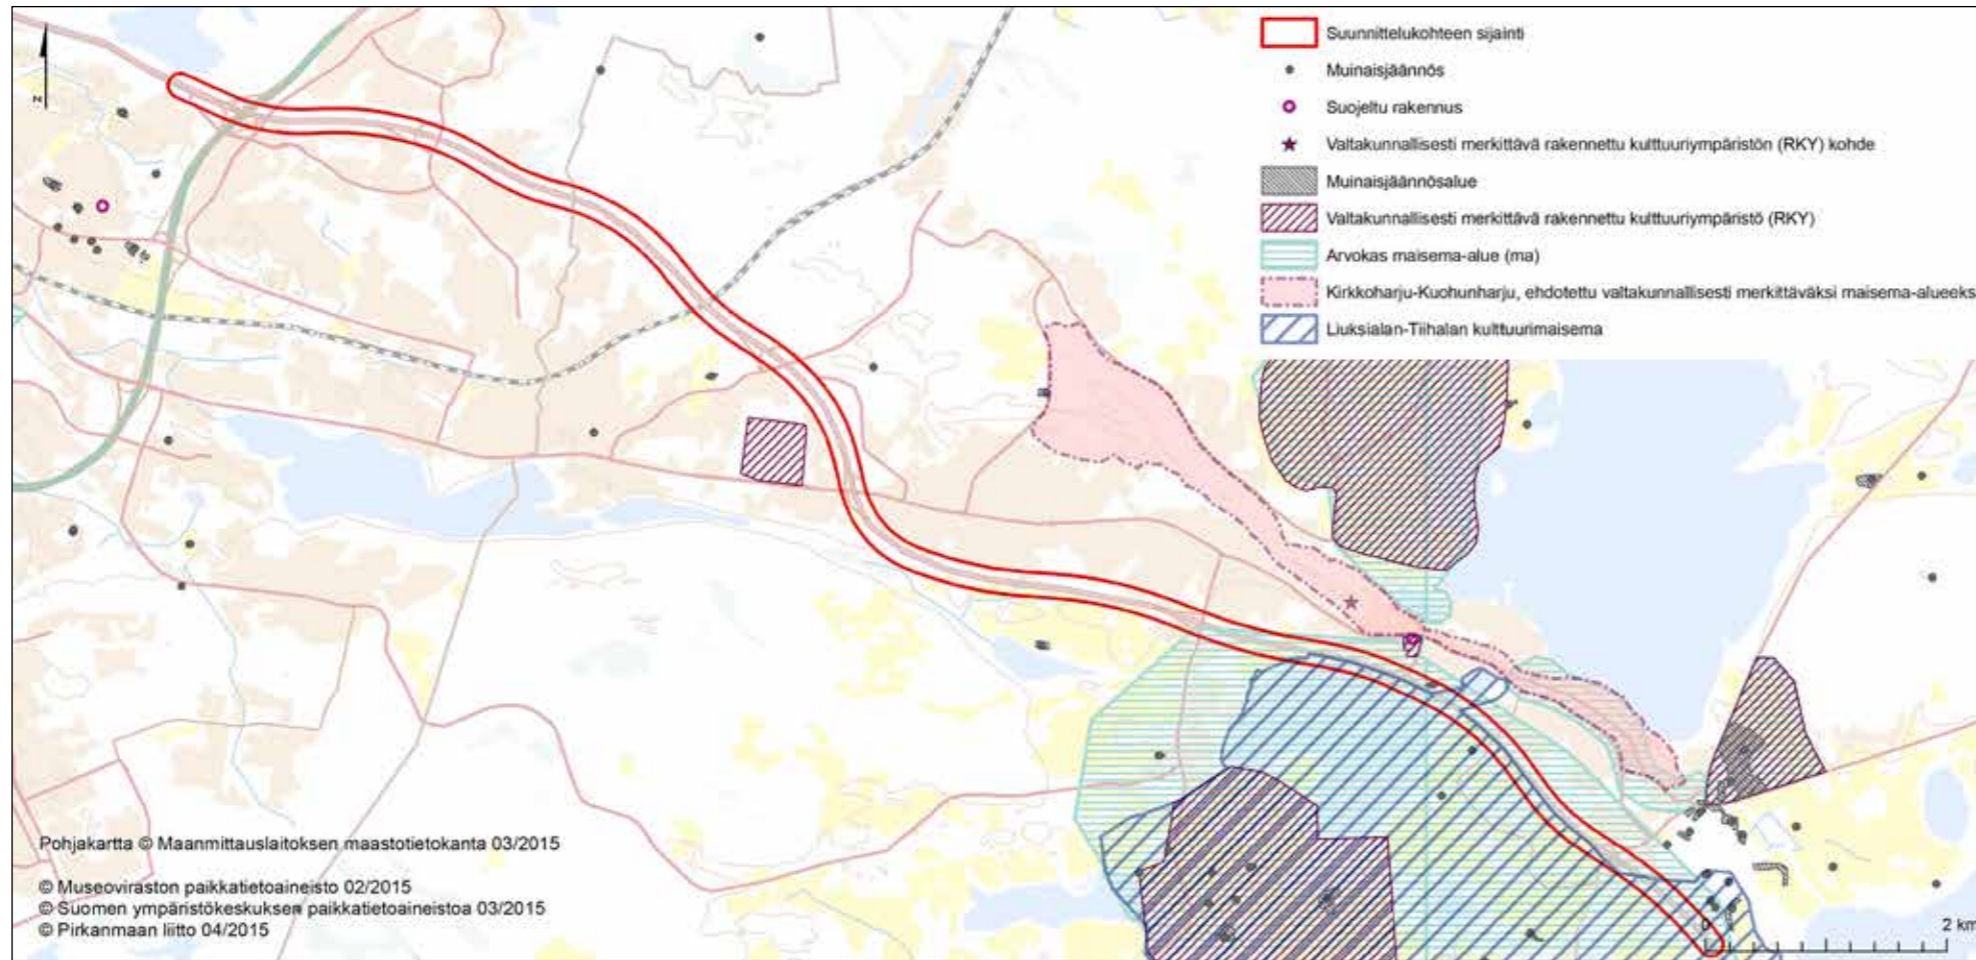 Suunnittelukohteen sijainti
Muinaisjäännös
Suojeltu rakennus
Valtakunnallisesti merkittävä rakennettu kulttuuriympäristön (RKY) kohde
Muinaisjäännösalue
Valtakunnallisesti merkittävä rakennettu kulttuuriympäristö (RKY)
Arvokas maisema-alue (ma)
Kirkkoharju-Kuohunharju, ehdotettu valtakunnallisesti merkittäväksi maisema-alueeks
Liuksialan-Tiihalan kulttuurimaisema
N
Pohjakartta © Maanmittauslaitoksen maastotietokanta 03/2015
© Museoviraston paikkatietoaineisto 02/2015
© Suomen ympäristökeskuksen paikkatietoaineistoa 03/2015
© Pirkanmaan liitto 04/2015
0 2 km